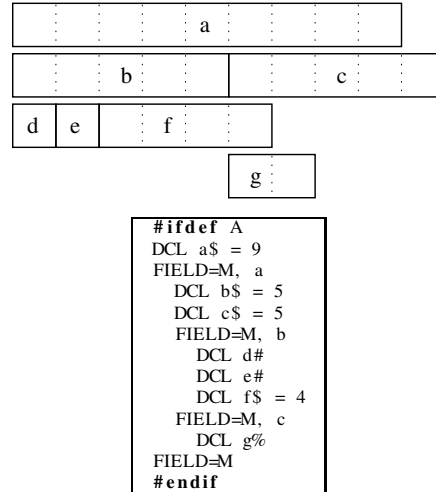 a
b c
d e f
g
#ifdef A
DCL a$ = 9
FIELD=M, a
DCL b$ = 5
DCL c$ = 5
FIELD=M, b
DCL d#
DCL e#
DCL f$ = 4
FIELD=M, c
DCL g%
FIELD=M
#endif